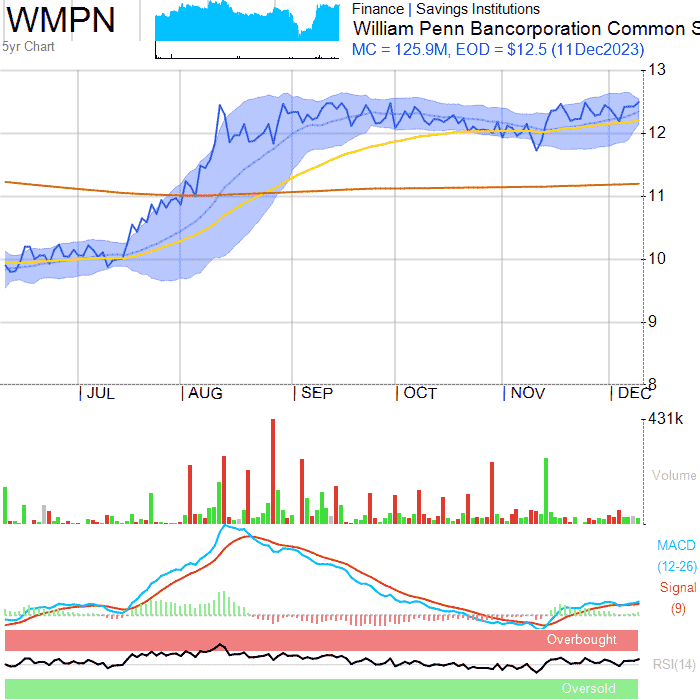 WMPN
5yr Chart
Finance | Savings Institutions
William Penn Bancorporation Common S
MC = 125.9M, EOD = $12.5 (11Dec2023)
13
12
11
10
9
8
JUL AUG SEP OCT NOV DEC
431k
Volume
MACD
(12-26)
Signal
(9)
Overbought
RSI(14)
Oversold